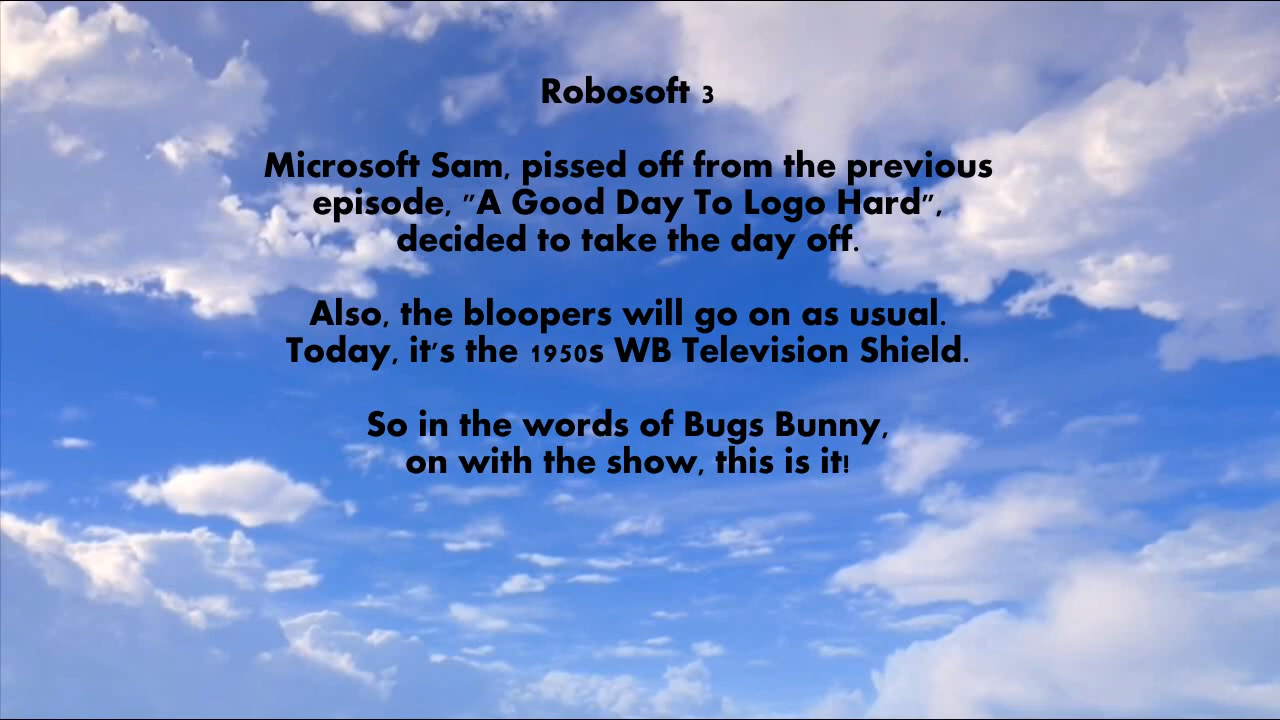 Robosoft 3
Microsoft Sam, pissed off from the previous
episode, "A Good Day To Logo Hard",
decided to take the day off.
Also, the bloopers will go on as usual.
Today, it's the 1950s WB Television Shield.
So in the words of Bugs Bunny,
on with the show, this is it!